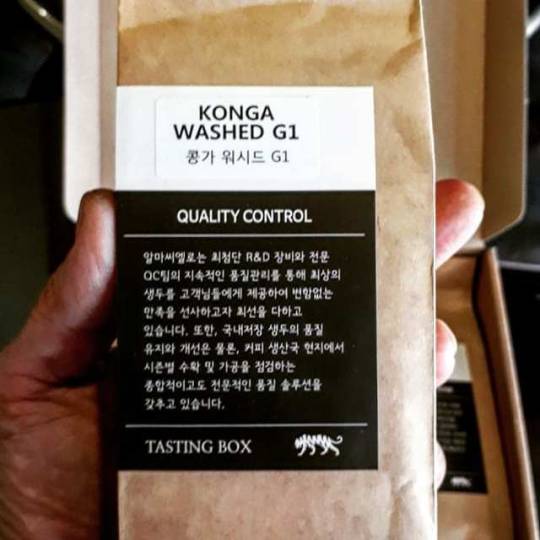 KONGA
WASHED G1
콩가 워시드 G1
QUALITY CONTROL
알마씨엘로는 최첨단 R&D 장비와 전문
QC팀의 지속적인 품질관리를 통해 최상의
생두를 고객님들에게 제공하여 변함없는
만족을 선사하고자 최선을 다하고
있습니다. 또한, 국내저장 생두의 품질
유지와 개선은 물론, 커피 생산국 현지에서
시즌별 수확 및 가공을 점검하는
종합적이고도 전문적인 품질 솔루션을
갖추고 있습니다.
TASTING BOX